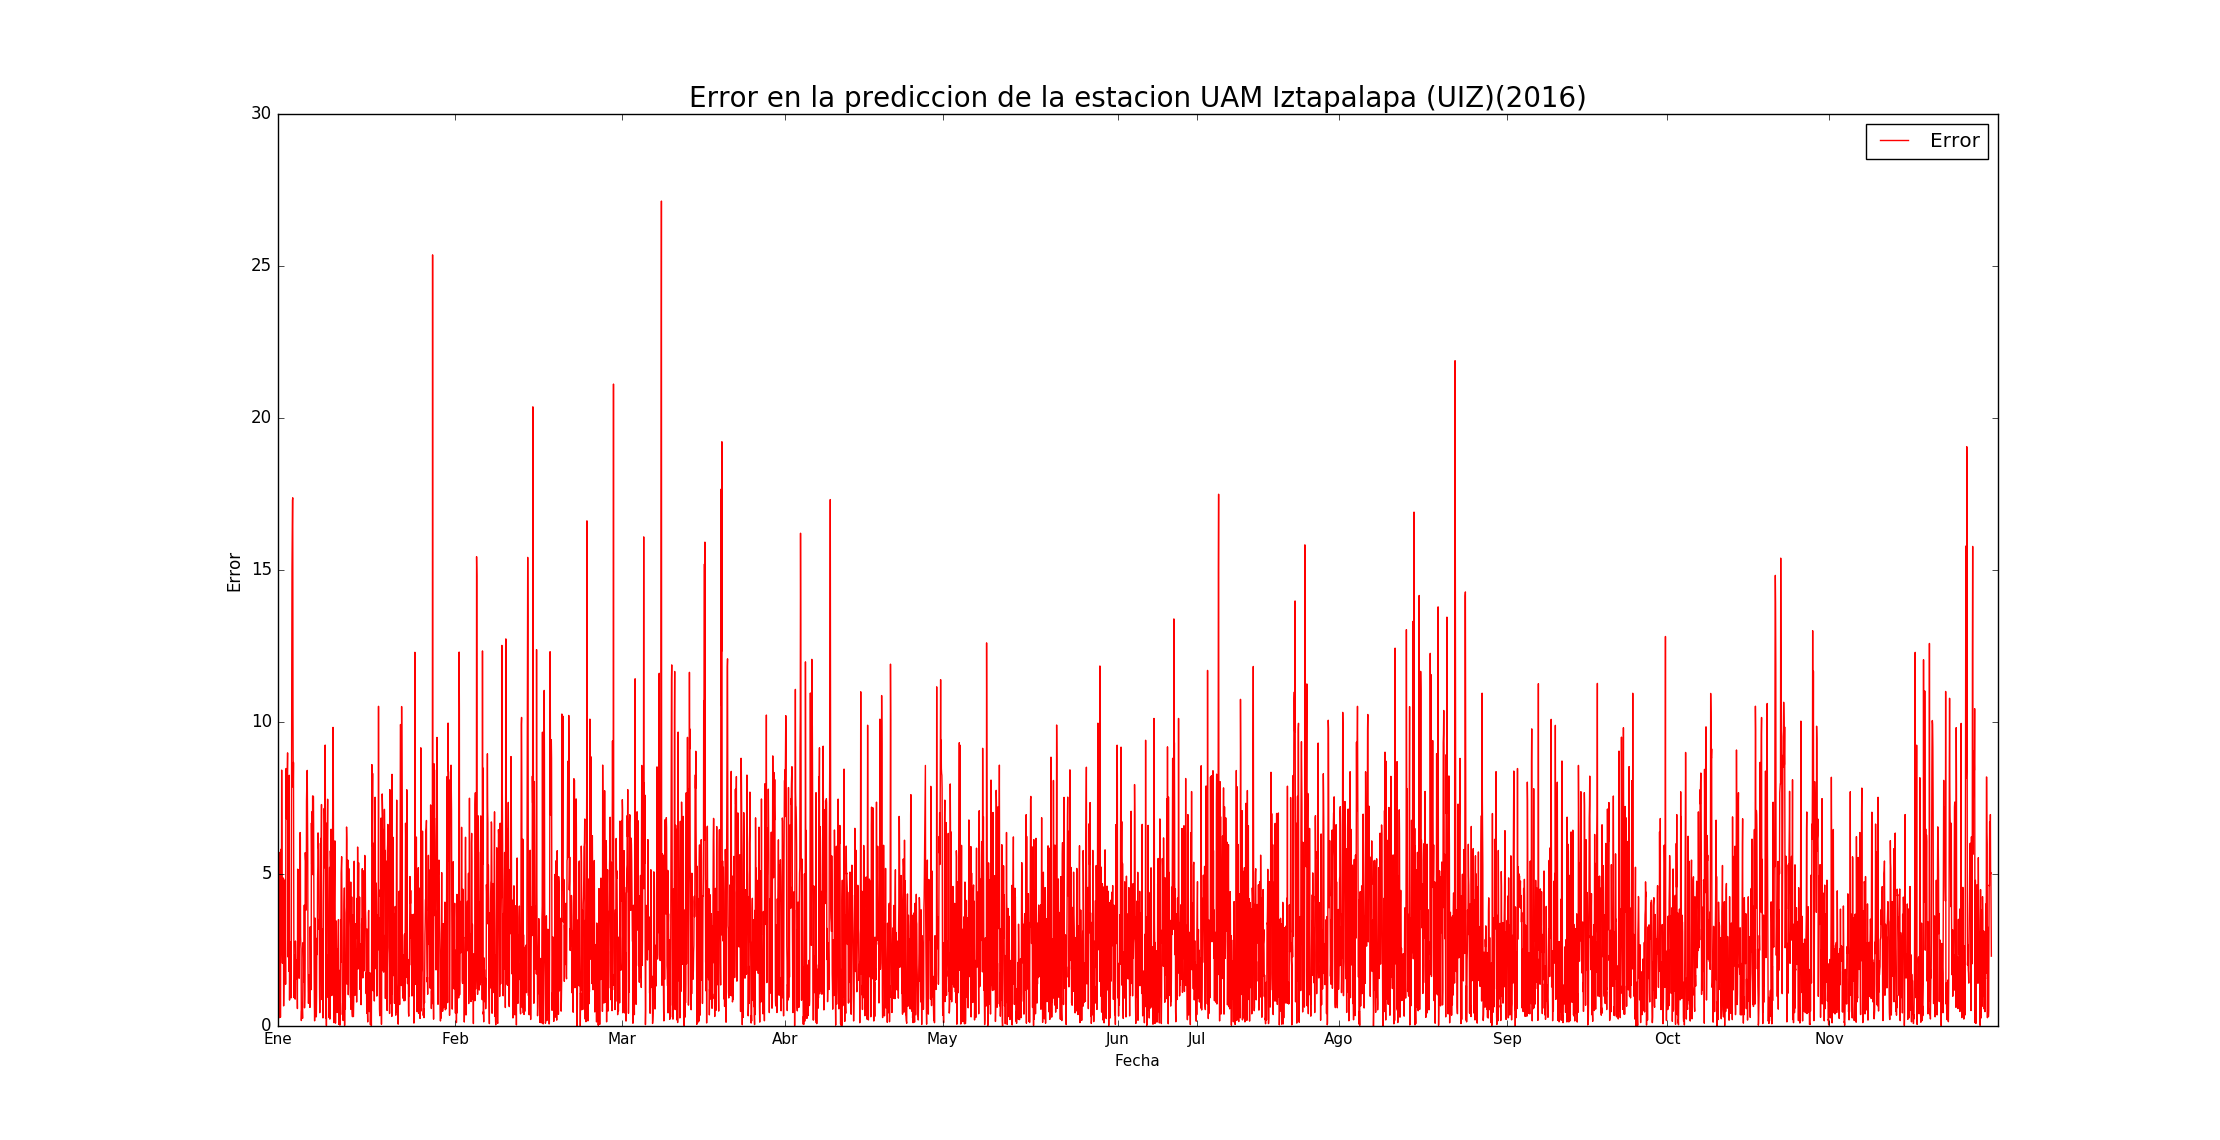 Error en la prediccion de la estacion UAM Iztapalapa (UIZ)(2016)
Error
30
25
20
15
10
5
0
Error
Ene Feb Mar Abr May Jun Jul Ago Sep Oct Nov
Fecha